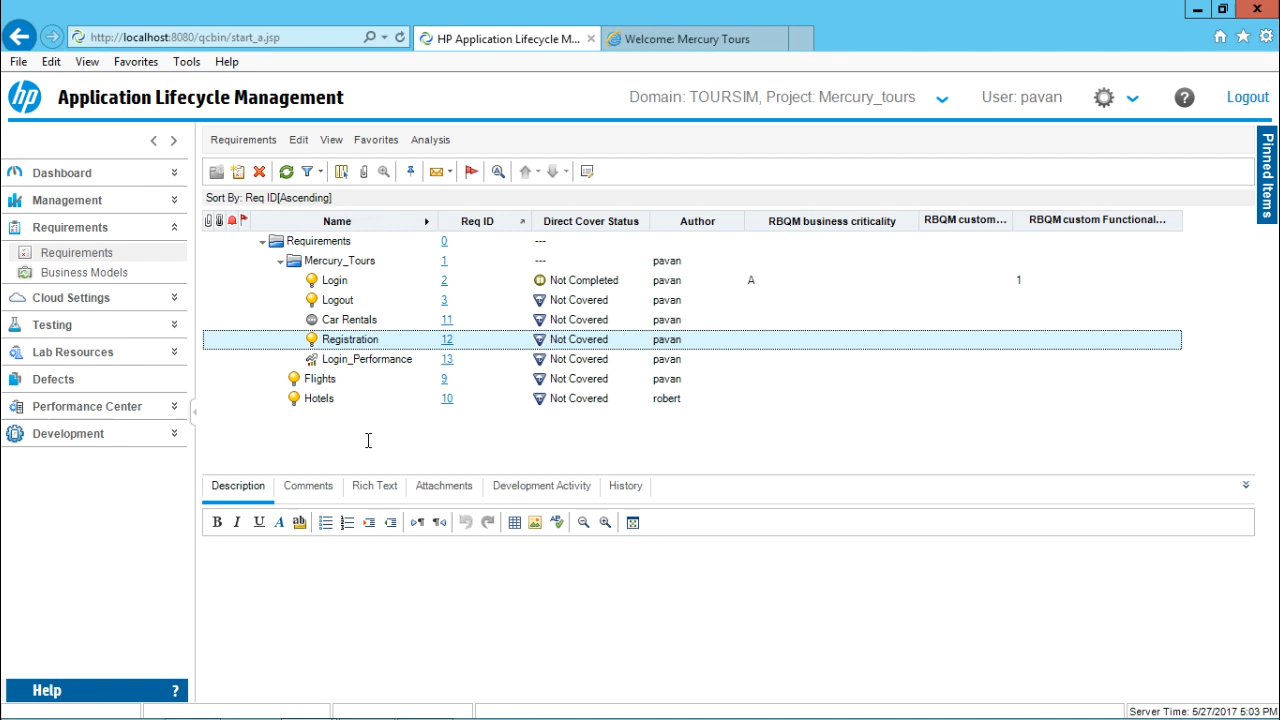 http://localhost:8080/qcbin/start_a.jsp
HP Application Lifecycle M...
Welcome: Mercury Tours
File Edit View Favorites Tools Help
hp
Application Lifecycle Management
Domain: TOURSIM, Project: Mercury_tours
User: pavan
Logout
Pinned Items
Dashboard
Management
Requirements
Requirements
Business Models
Cloud Settings
Testing
Lab Resources
Defects
Performance Center
Development
Help ?
Requirements Edit View Favorites Analysis
Sort By: Req ID[Ascending]
Name Req ID Direct Cover Status Author RBQM business criticality RBQM custom... RBQM custom Functional...
Requirements 0 ---
Mercury_Tours 1 --- pavan
Login 2 Not Completed pavan A 1
Logout 3 Not Covered pavan
Car Rentals 11 Not Covered pavan
Registration 12 Not Covered pavan
Login_Performance 13 Not Covered pavan
Flights 9 Not Covered pavan
Hotels 10 Not Covered robert
Description Comments Rich Text Attachments Development Activity History
B I U A ab
Server Time: 5/27/2017 5:03 PM